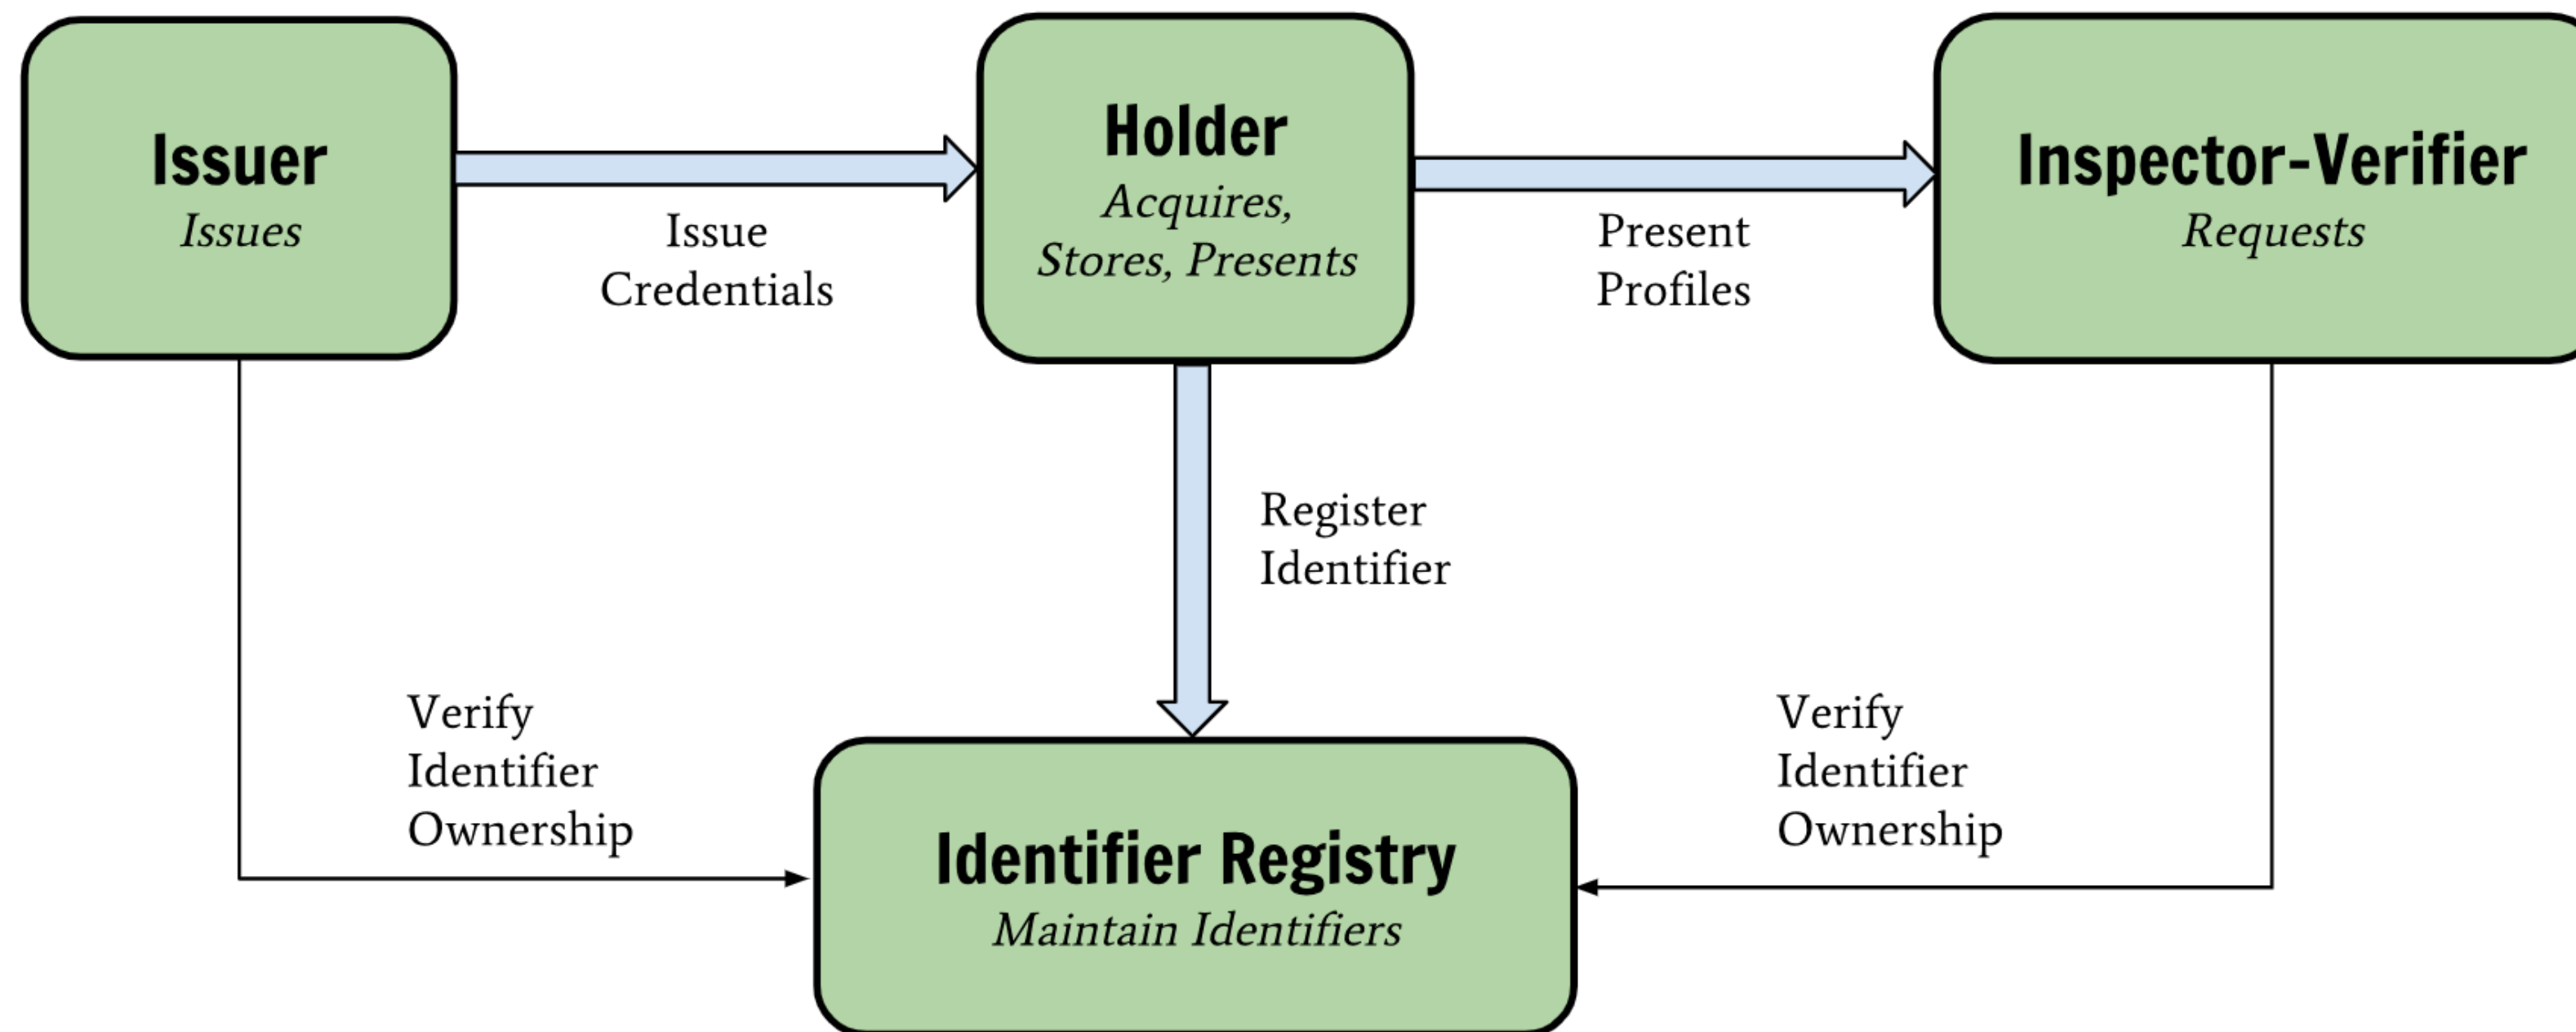 Issuer
Issues
Issue
Credentials
Holder
Acquires,
Stores, Presents
Present
Profiles
Inspector-Verifier
Requests
Register
Identifier
Verify
Identifier
Ownership
Verify
Identifier
Ownership
Identifier Registry
Maintain Identifiers